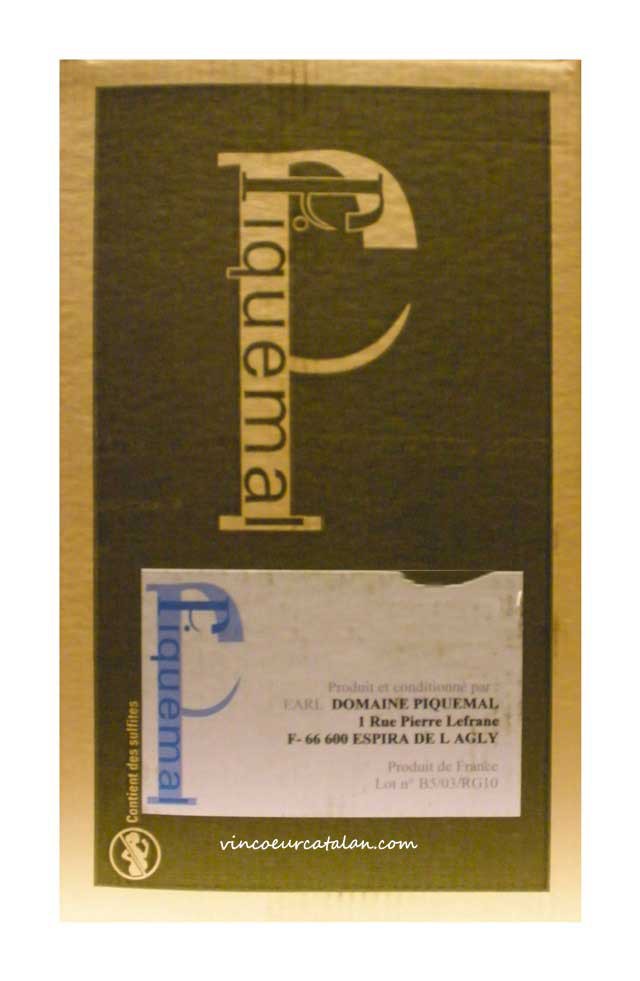 Piquemal
Piquemal
Produit et conditionné par :
EARL DOMAINE PIQUEMAL
1 Rue Pierre Lefrane
F- 66 600 ESPIRA DE L AGLY
Produit de France
Lot n° B5/03/RG10
Contient des sulfites
vincoeurcatalan.com